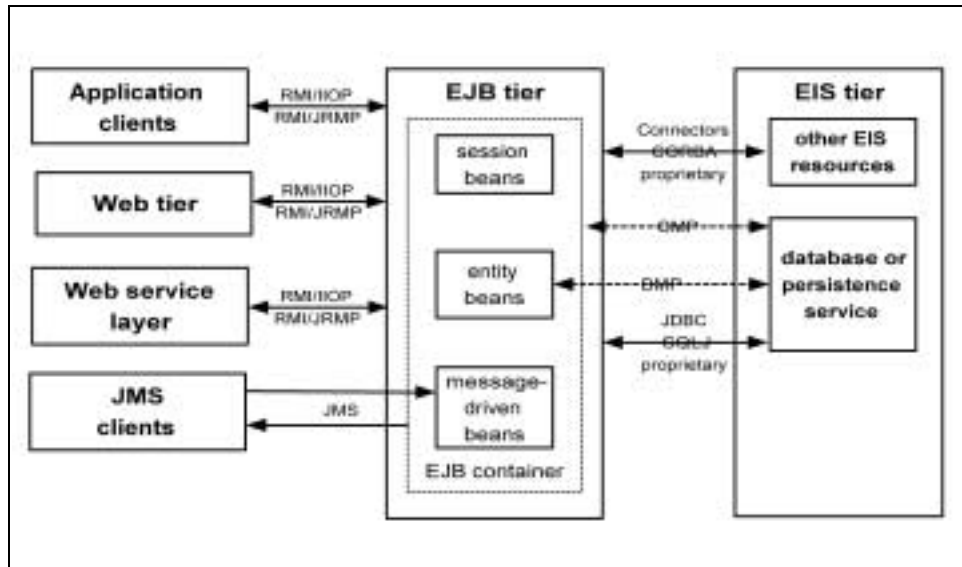 Application
clients
RMI/IIOP
RMI/JRMP
Web tier
RMI/IIOP
RMI/JRMP
Web service
layer
RMI/IIOP
RMI/JRMP
JMS
clients
JMS
EJB tier
session
beans
entity
beans
message-
driven
beans
EJB container
Connectors
CORBA
proprietary
CMP
BMP
JDBC
SQLJ
proprietary
EIS tier
other EIS
resources
database or
persistence
service